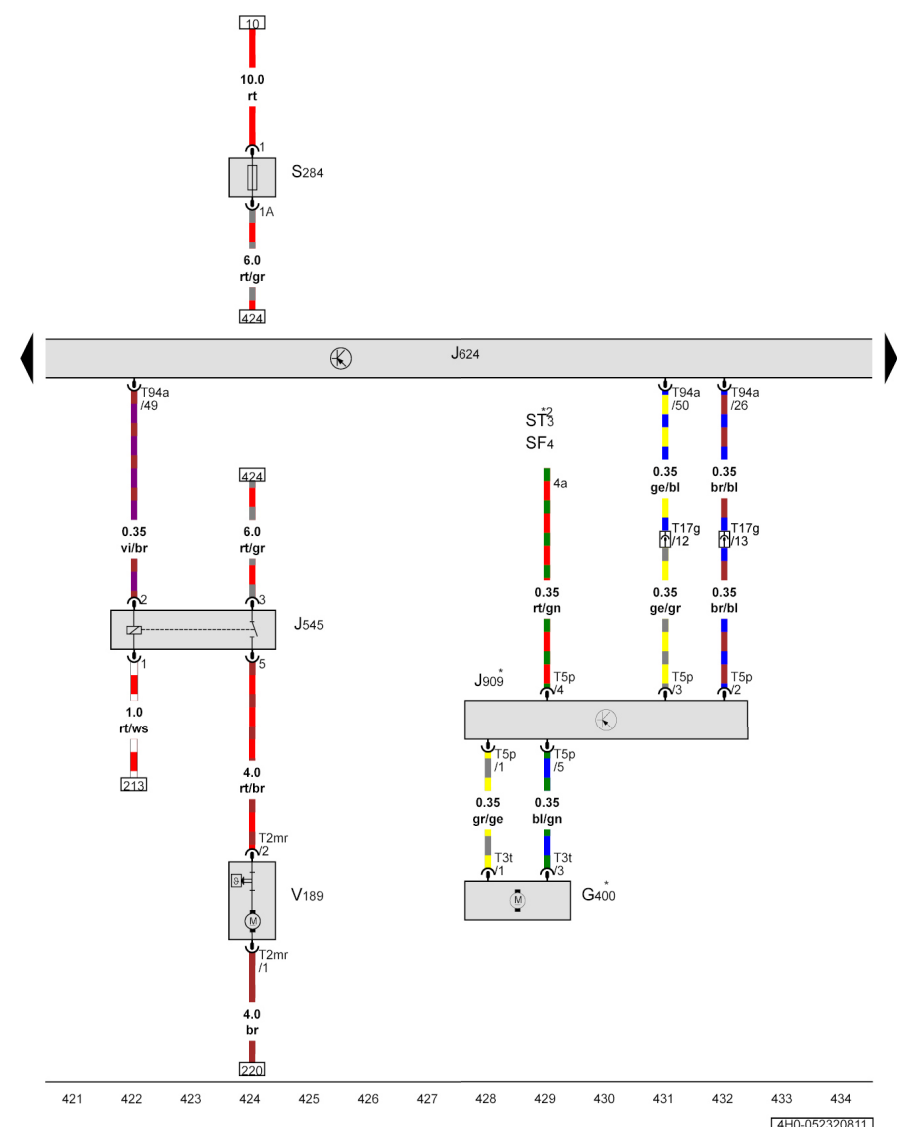 10
10.0
rt
1
S284
1A
6.0
rt/gr
424
J624
T94a
/49
T94a
/50
T94a
/26
*2
ST3
SF4
424
4a
0.35
ge/bl
0.35
br/bl
0.35
vi/br
6.0
rt/gr
T17g
/12
T17g
/13
2
3
0.35
rt/gn
0.35
ge/gr
0.35
br/bl
J545
1
5
J909*
T5p
/4
T5p
/3
T5p
/2
1.0
rt/ws
213
4.0
rt/br
T5p
/1
T5p
/5
0.35
gr/ge
0.35
bl/gn
T2mr
/2
T3t
/1
T3t
/3
V189
M
M
G400*
T2mr
/1
4.0
br
220
421 422 423 424 425 426 427 428 429 430 431 432 433 434
4H0-052320811